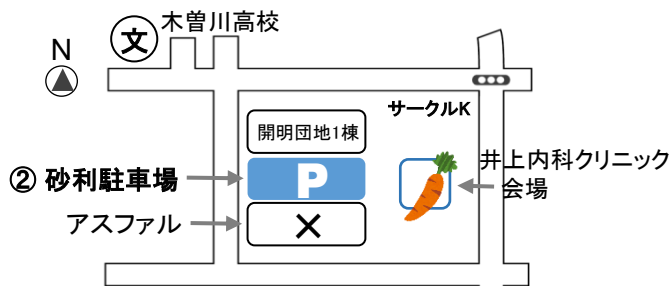 木曽川高校
文
N
サークルK
開明団地1棟
井上内科クリニック
会場
② 砂利駐車場
P
アスファル
×